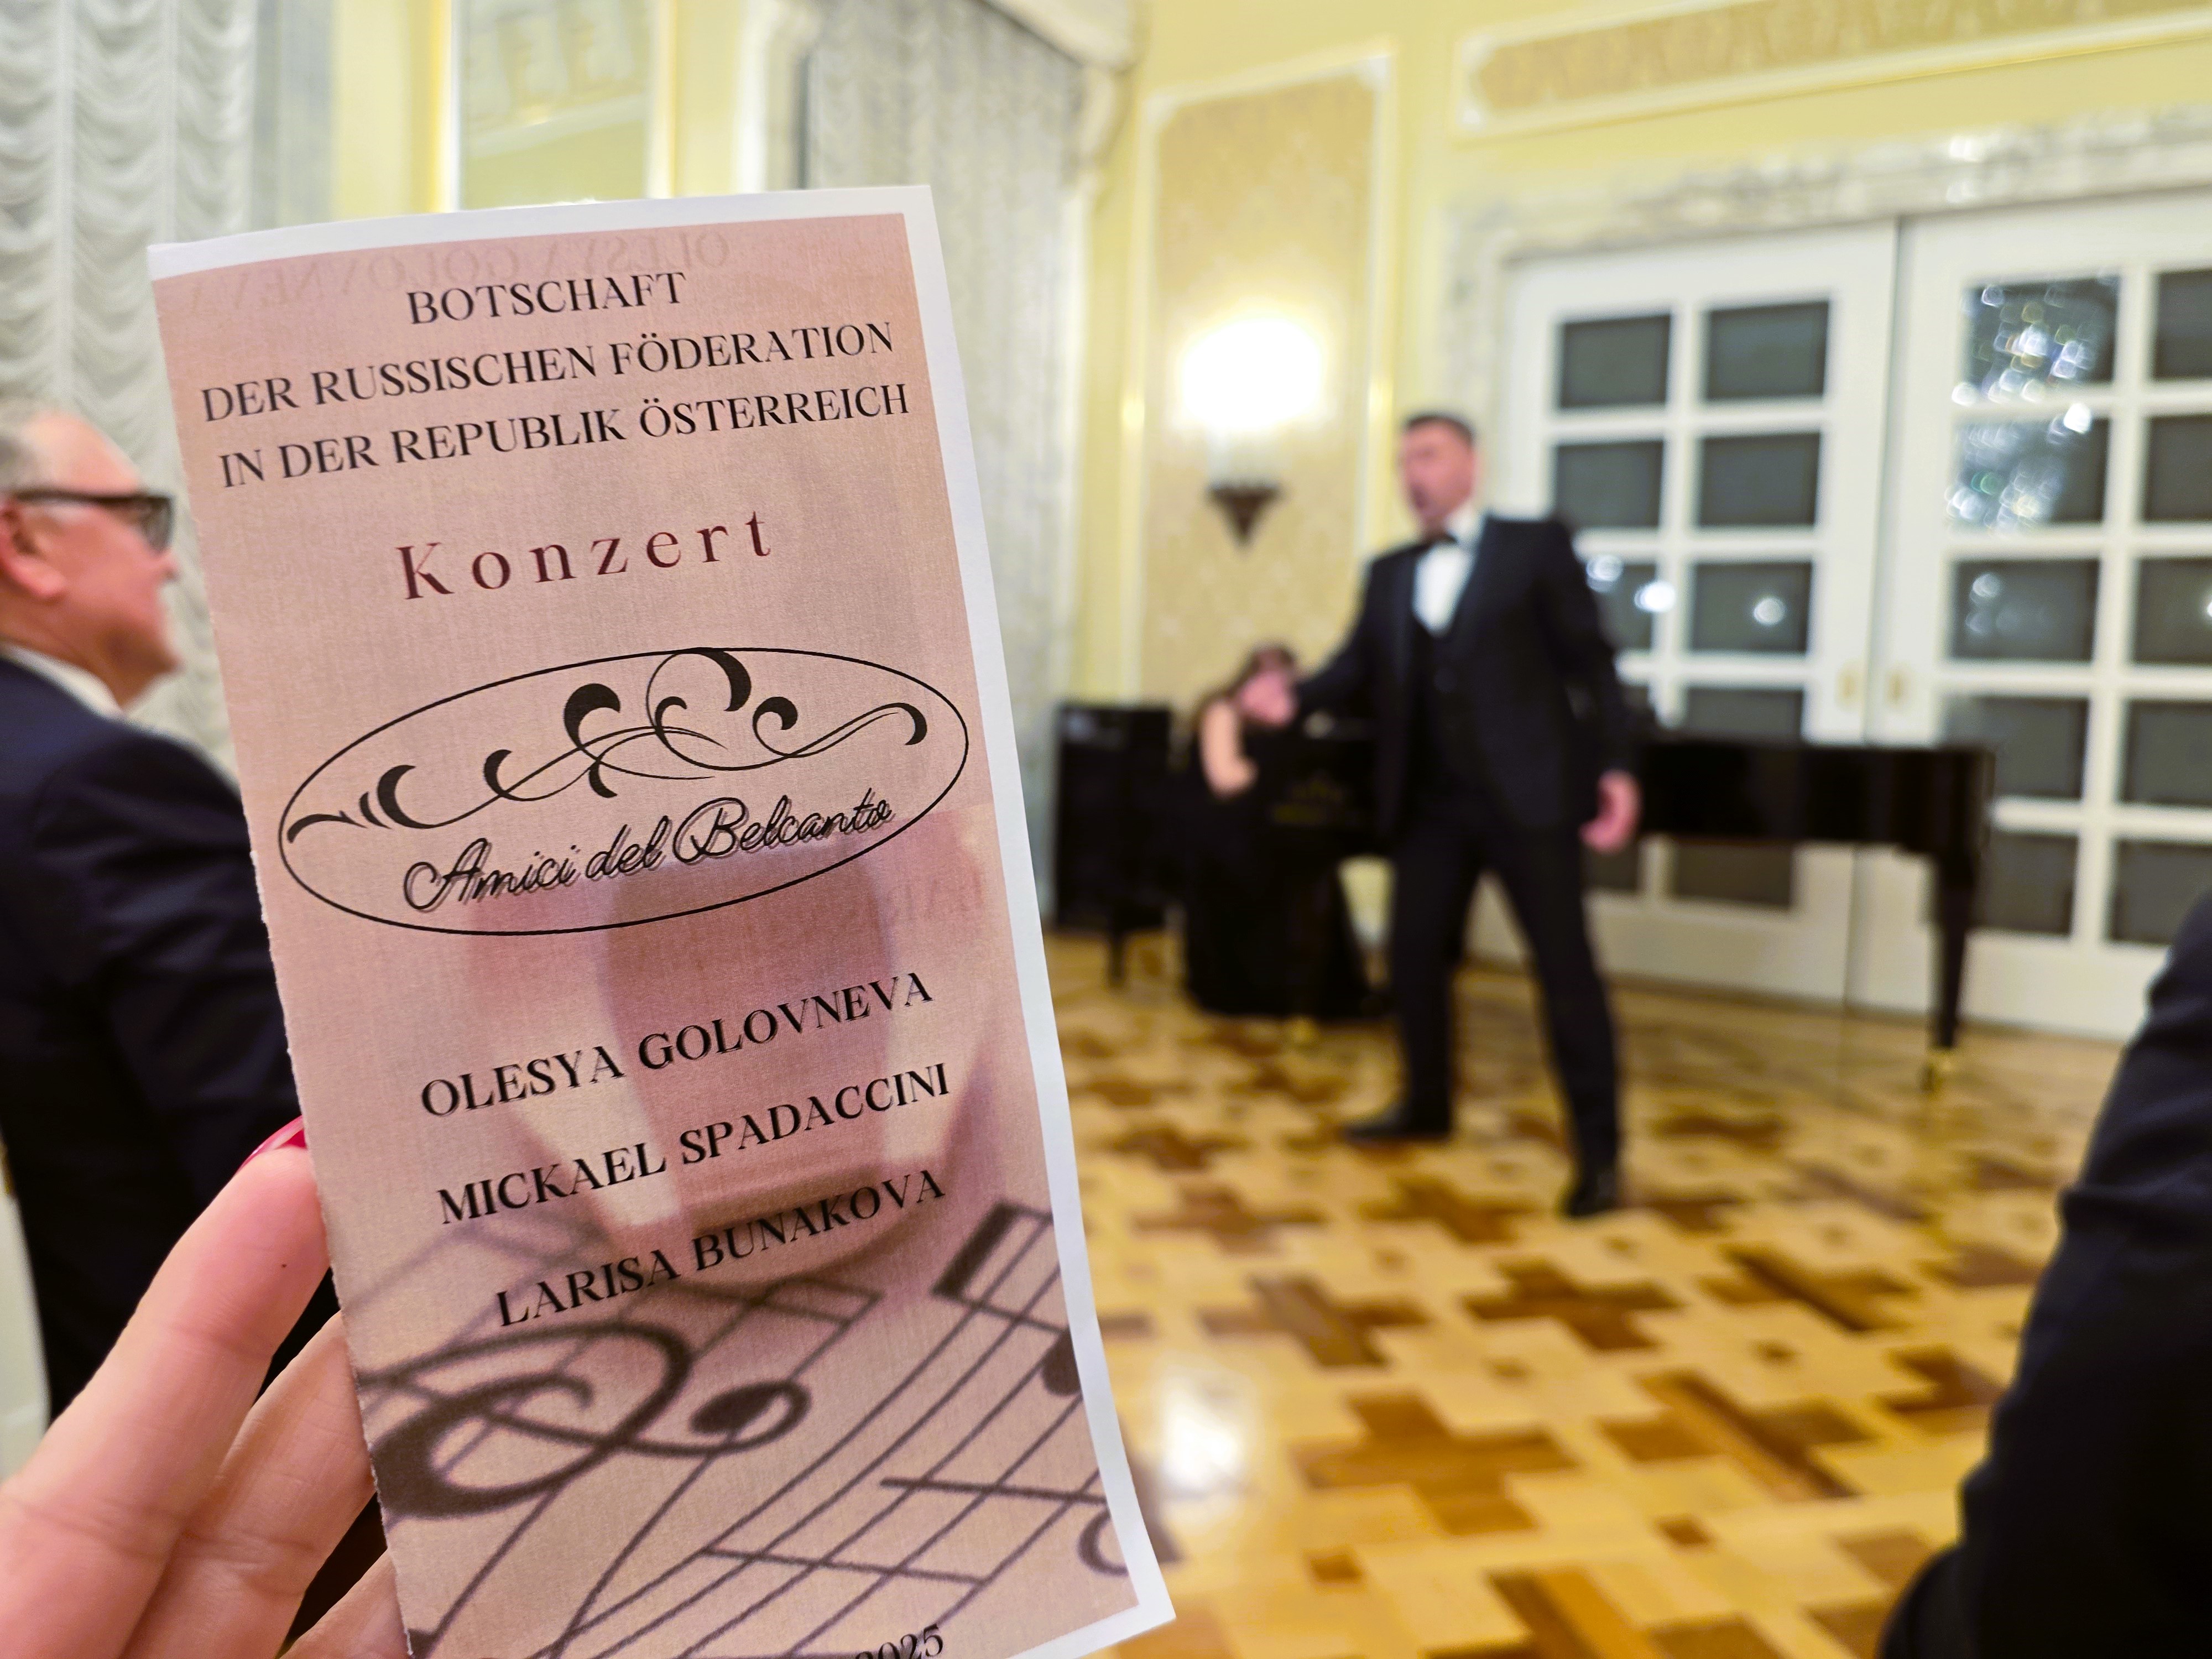 BOTSCHAFT
DER RUSSISCHEN FÖDERATION
IN DER REPUBLIK ÖSTERREICH
Konzert
Amici del Belcanto
OLESYA GOLOVNEVA
MICKAEL SPADACCINI
LARISA BUNAKOVA
2025